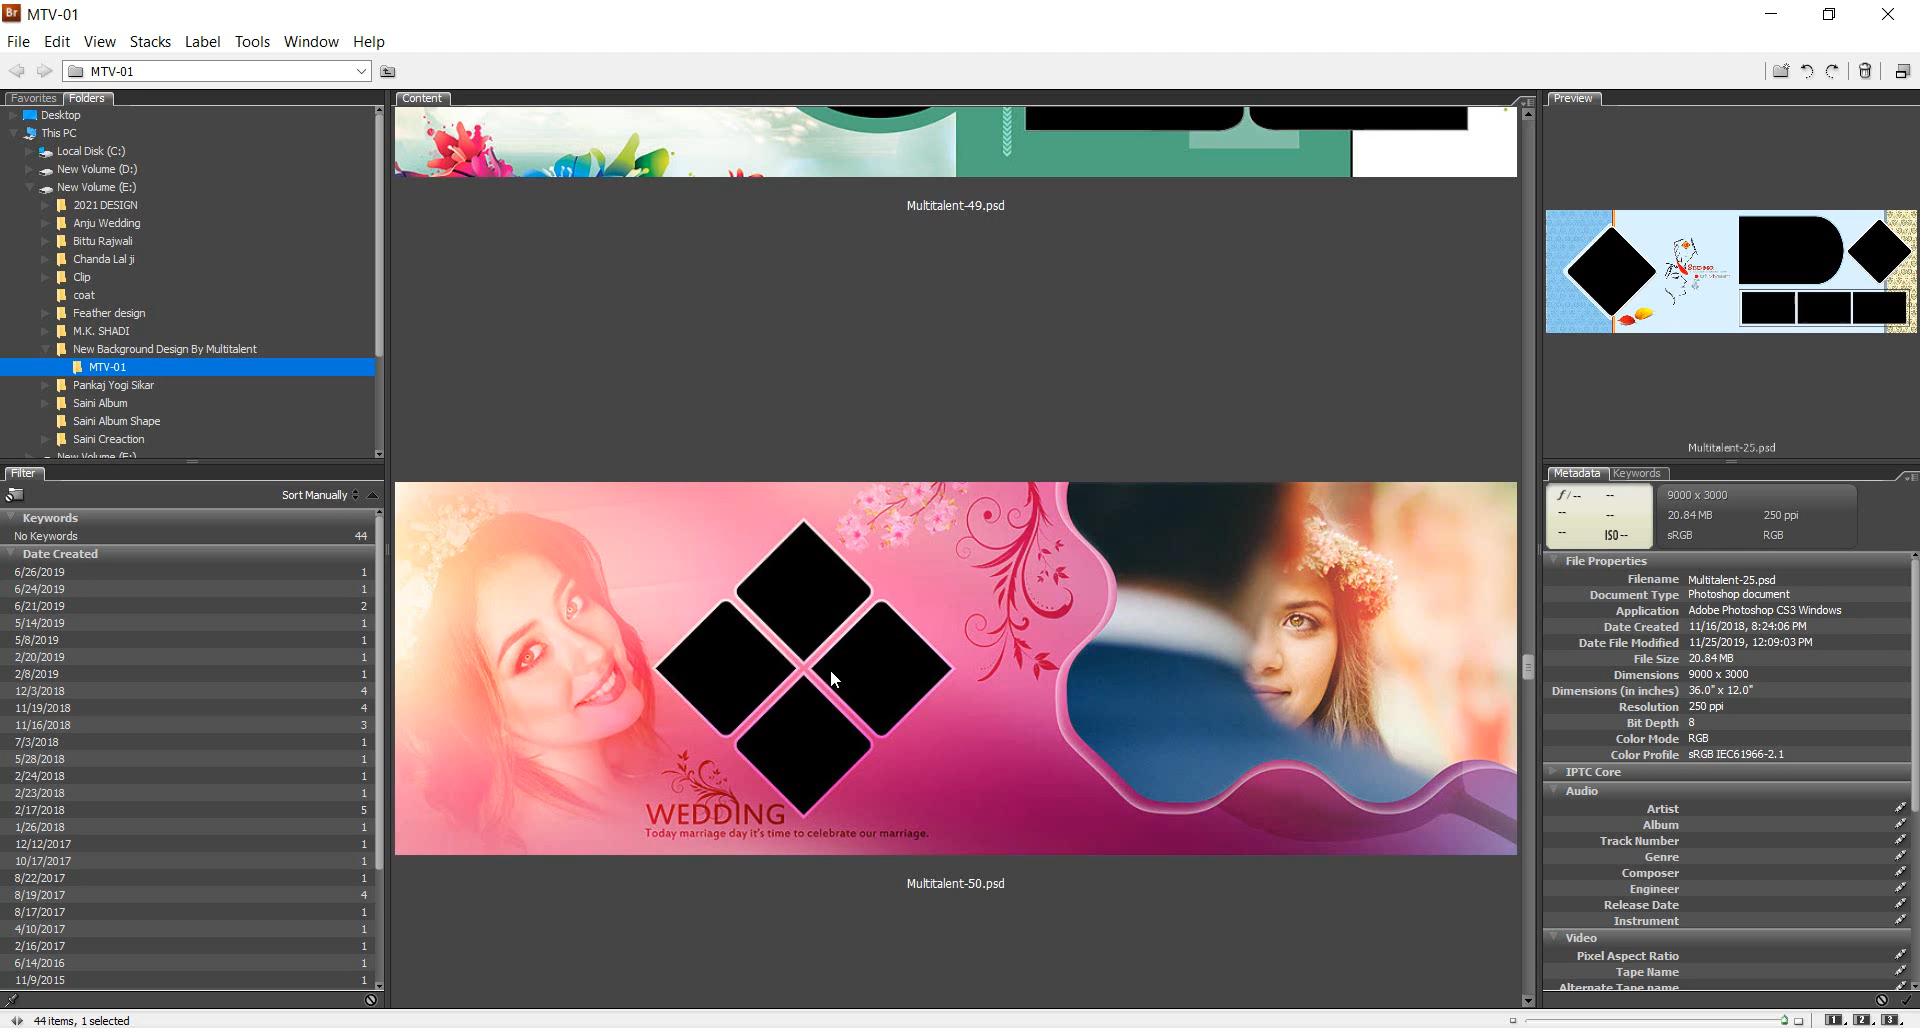 Br MTV-01
File Edit View Stacks Label Tools Window Help
MTV-01
Favorites Folders
Desktop
This PC
Local Disk (C:)
New Volume (D:)
New Volume (E:)
2021 DESIGN
Anju Wedding
Bittu Rajwali
Chanda Lal ji
Clip
coat
Feather design
M.K. SHADI
New Background Design By Multitalent
MTV-01
Pankaj Yogi Sikar
Saini Album
Saini Album Shape
Saini Creaction
New Volume (F:)
Filter
Sort Manually
Keywords
No Keywords 44
Date Created
6/26/2019 1
6/24/2019 1
6/21/2019 2
5/14/2019 1
5/8/2019 1
2/20/2019 1
2/8/2019 1
12/3/2018 4
11/19/2018 4
11/16/2018 3
7/3/2018 1
5/28/2018 1
2/24/2018 1
2/23/2018 1
2/17/2018 5
1/26/2018 1
12/12/2017 1
10/17/2017 1
8/22/2017 1
8/19/2017 4
8/17/2017 1
4/10/2017 1
2/16/2017 1
6/14/2016 1
11/9/2015 1
44 items, 1 selected
Content
Multitalent-49.psd
WEDDING
Today marriage day it's time to celebrate our marriage.
Multitalent-50.psd
Preview
Multitalent-25.psd
Metadata Keywords
f/-- --
-- --
-- ISO--
9000 x 3000
20.84 MB 250 ppi
sRGB RGB
File Properties
Filename Multitalent-25.psd
Document Type Photoshop document
Application Adobe Photoshop CS3 Windows
Date Created 11/16/2018, 8:24:06 PM
Date File Modified 11/25/2019, 12:09:03 PM
File Size 20.84 MB
Dimensions 9000 x 3000
Dimensions (in inches) 36.0" x 12.0"
Resolution 250 ppi
Bit Depth 8
Color Mode RGB
Color Profile sRGB IEC61966-2.1
IPTC Core
Audio
Artist
Album
Track Number
Genre
Composer
Engineer
Release Date
Instrument
Video
Pixel Aspect Ratio
Tape Name
Alternate Tape name
1 2 3